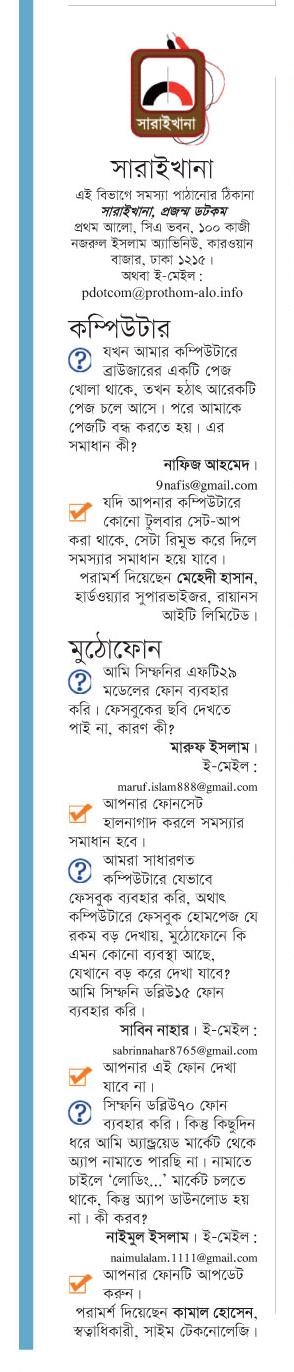 সারাইখানা
সারাইখানা
এই বিভাগে সমস্যা পাঠানোর ঠিকানা
সারাইখানা, প্রজন্ম ডটকম
প্রথম আলো, সিএ ভবন, ১০০ কাজী
নজরুল ইসলাম অ্যাভিনিউ, কারওয়ান
বাজার, ঢাকা ১২১৫।
অথবা ই-মেইল :
pdotcom@prothom-alo.info
কম্পিউটার
যখন আমার কম্পিউটারে
ব্রাউজারের একটি পেজ
খোলা থাকে, তখন হঠাৎ আরেকটি
পেজ চলে আসে। পরে আমাকে
পেজটি বন্ধ করতে হয়। এর
সমাধান কী?
নাফিজ আহমেদ।
9nafis@gmail.com
যদি আপনার কম্পিউটারে
কোনো টুলবার সেট-আপ
করা থাকে, সেটা রিমুভ করে দিলে
সমস্যার সমাধান হয়ে যাবে।
পরামর্শ দিয়েছেন মেহেদী হাসান,
হার্ডওয়্যার সুপারভাইজর, রায়ানস
আইটি লিমিটেড।
মুঠোফোন
আমি সিম্ফনির এফটি২৯
মডেলের ফোন ব্যবহার
করি। ফেসবুকের ছবি দেখতে
পাই না, কারণ কী?
মারুফ ইসলাম।
ই-মেইল :
maruf.islam888@gmail.com
আপনার ফোনসেট
হালনাগাদ করলে সমস্যার
সমাধান হবে।
আমরা সাধারণত
কম্পিউটারে যেভাবে
ফেসবুক ব্যবহার করি, অথাৎ
কম্পিউটারে ফেসবুক হোমপেজ যে
রকম বড় দেখায়, মুঠোফোনে কি
এমন কোনো ব্যবস্থা আছে,
যেখানে বড় করে দেখা যাবে?
আমি সিম্ফনি ডব্লিউ১৫ ফোন
ব্যবহার করি।
সাবিন নাহার। ই-মেইল :
sabrinnahar8765@gmail.com
আপনার এই ফোন দেখা
যাবে না।
সিম্ফনি ডব্লিউ৭০ ফোন
ব্যবহার করি। কিন্তু কিছুদিন
ধরে আমি অ্যান্ড্রয়েড মার্কেট থেকে
অ্যাপ নামাতে পারছি না। নামাতে
চাইলে ‘লোডিং...’ মার্কেট চলতে
থাকে, কিন্তু অ্যাপ ডাউনলোড হয়
না। কী করব?
নাইমুল ইসলাম। ই-মেইল :
naimulalam.1111@gmail.com
আপনার ফোনটি আপডেট
করুন।
পরামর্শ দিয়েছেন কামাল হোসেন,
স্বত্বাধিকারী, সাইম টেকনোলেজি।